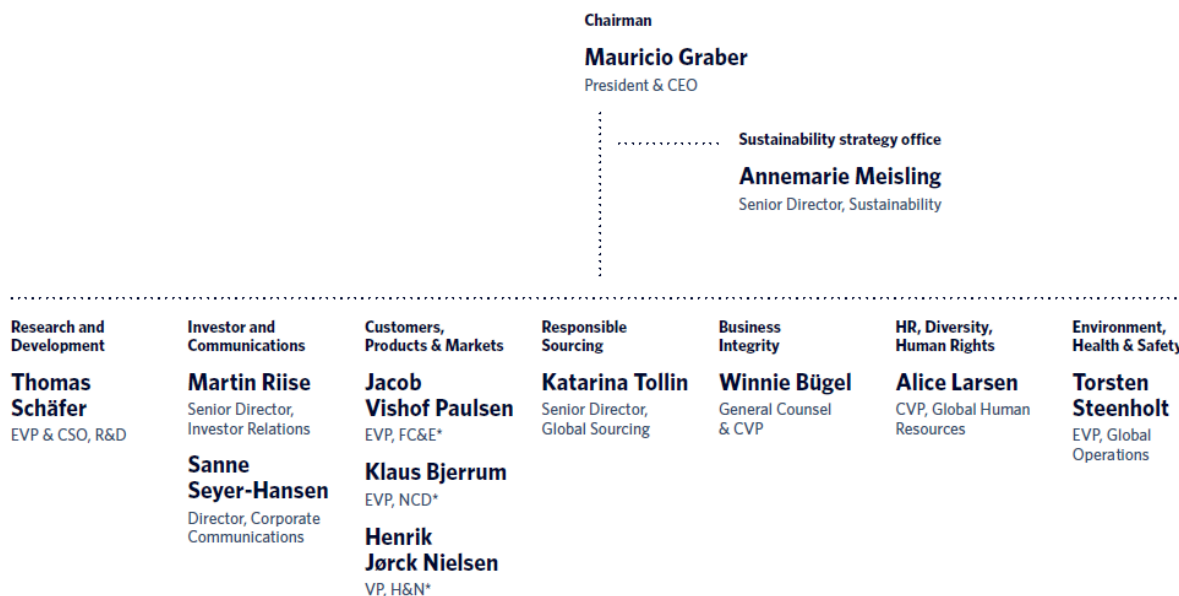 Chairman
Mauricio Graber
President & CEO
Sustainability strategy office
Annemarie Meisling
Senior Director, Sustainability
Research and
Development
Thomas
Schäfer
EVP & CSO, R&D
Investor and
Communications
Martin Riise
Senior Director,
Investor Relations
Sanne
Seyer-Hansen
Director, Corporate
Communications
Customers,
Products & Markets
Jacob
Vishof Paulsen
EVP, FC&E*
Klaus Bjerrum
EVP, NCD*
Henrik
Jørck Nielsen
VP, H&N*
Responsible
Sourcing
Katarina Tollin
Senior Director,
Global Sourcing
Business
Integrity
Winnie Bügel
General Counsel
& CVP
HR, Diversity,
Human Rights
Alice Larsen
CVP, Global Human
Resources
Environment,
Health & Safety
Torsten
Steenholt
EVP, Global
Operations